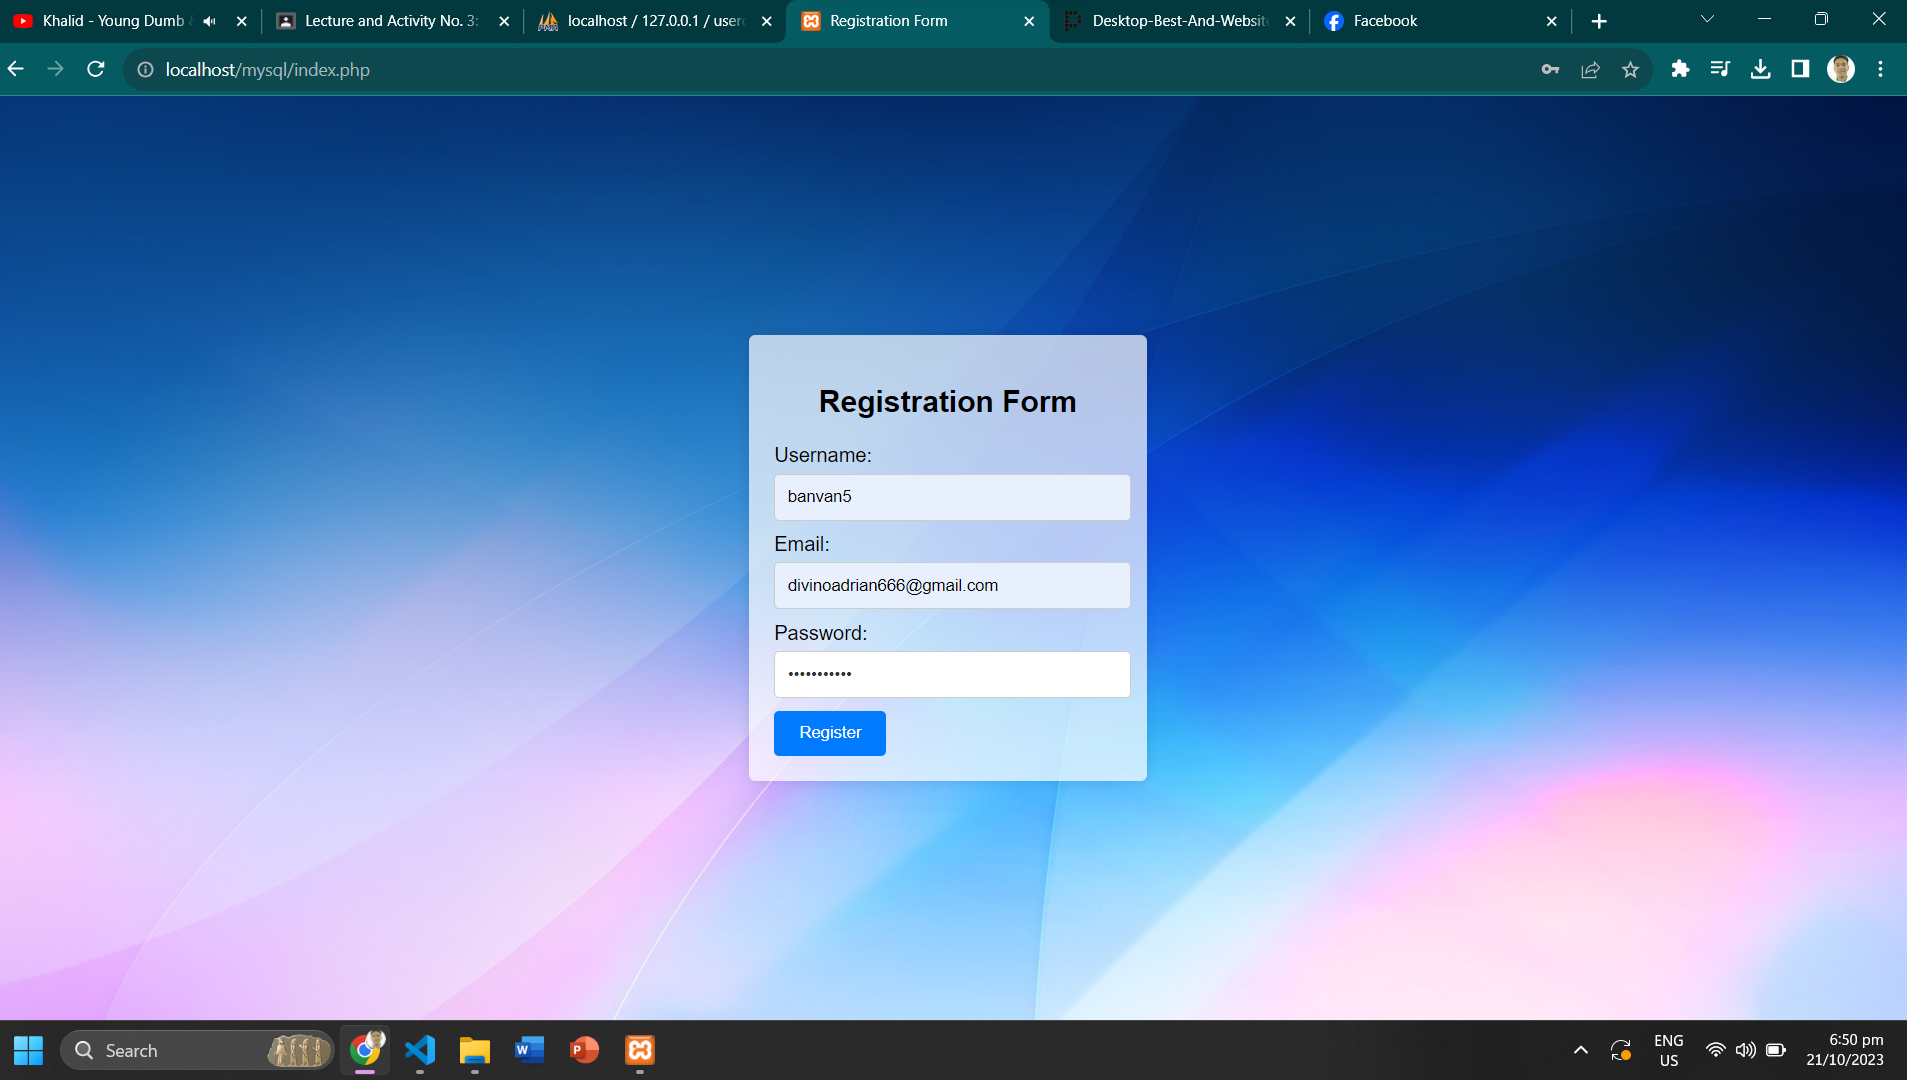 Khalid - Young Dumb
Lecture and Activity No. 3:
localhost / 127.0.0.1 / user
Registration Form
Desktop-Best-And-Website
Facebook
localhost/mysql/index.php
Registration Form
Username:
banvan5
Email:
divinoadrian666@gmail.com
Password:
•••••••••••
Register
Search
ENG
US
6:50 pm
21/10/2023